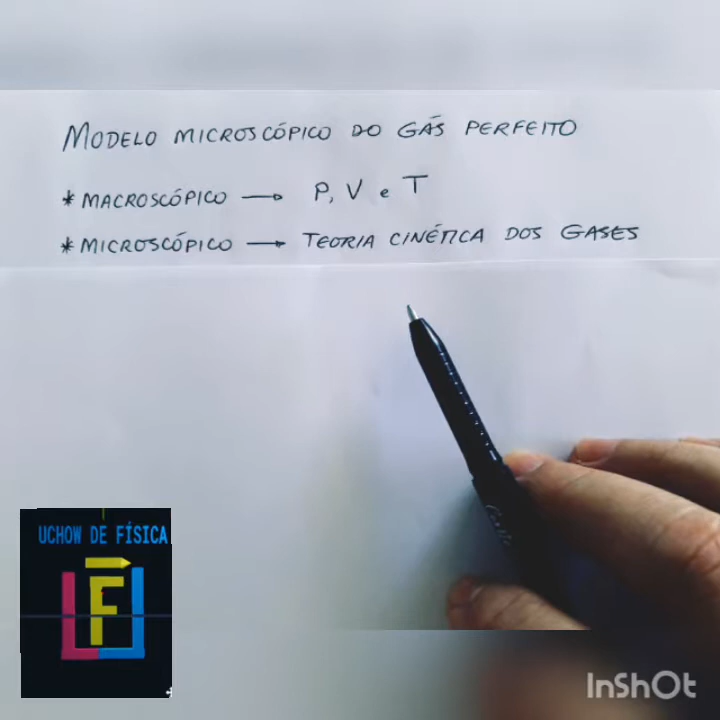 MODELO MICROSCÓPICO DO GÁS PERFEITO
* MACROSCÓPICO → P, V e T
* MICROSCÓPICO → TEORIA CINÉTICA DOS GASES
UCHOW DE FÍSICA
F
InShOt